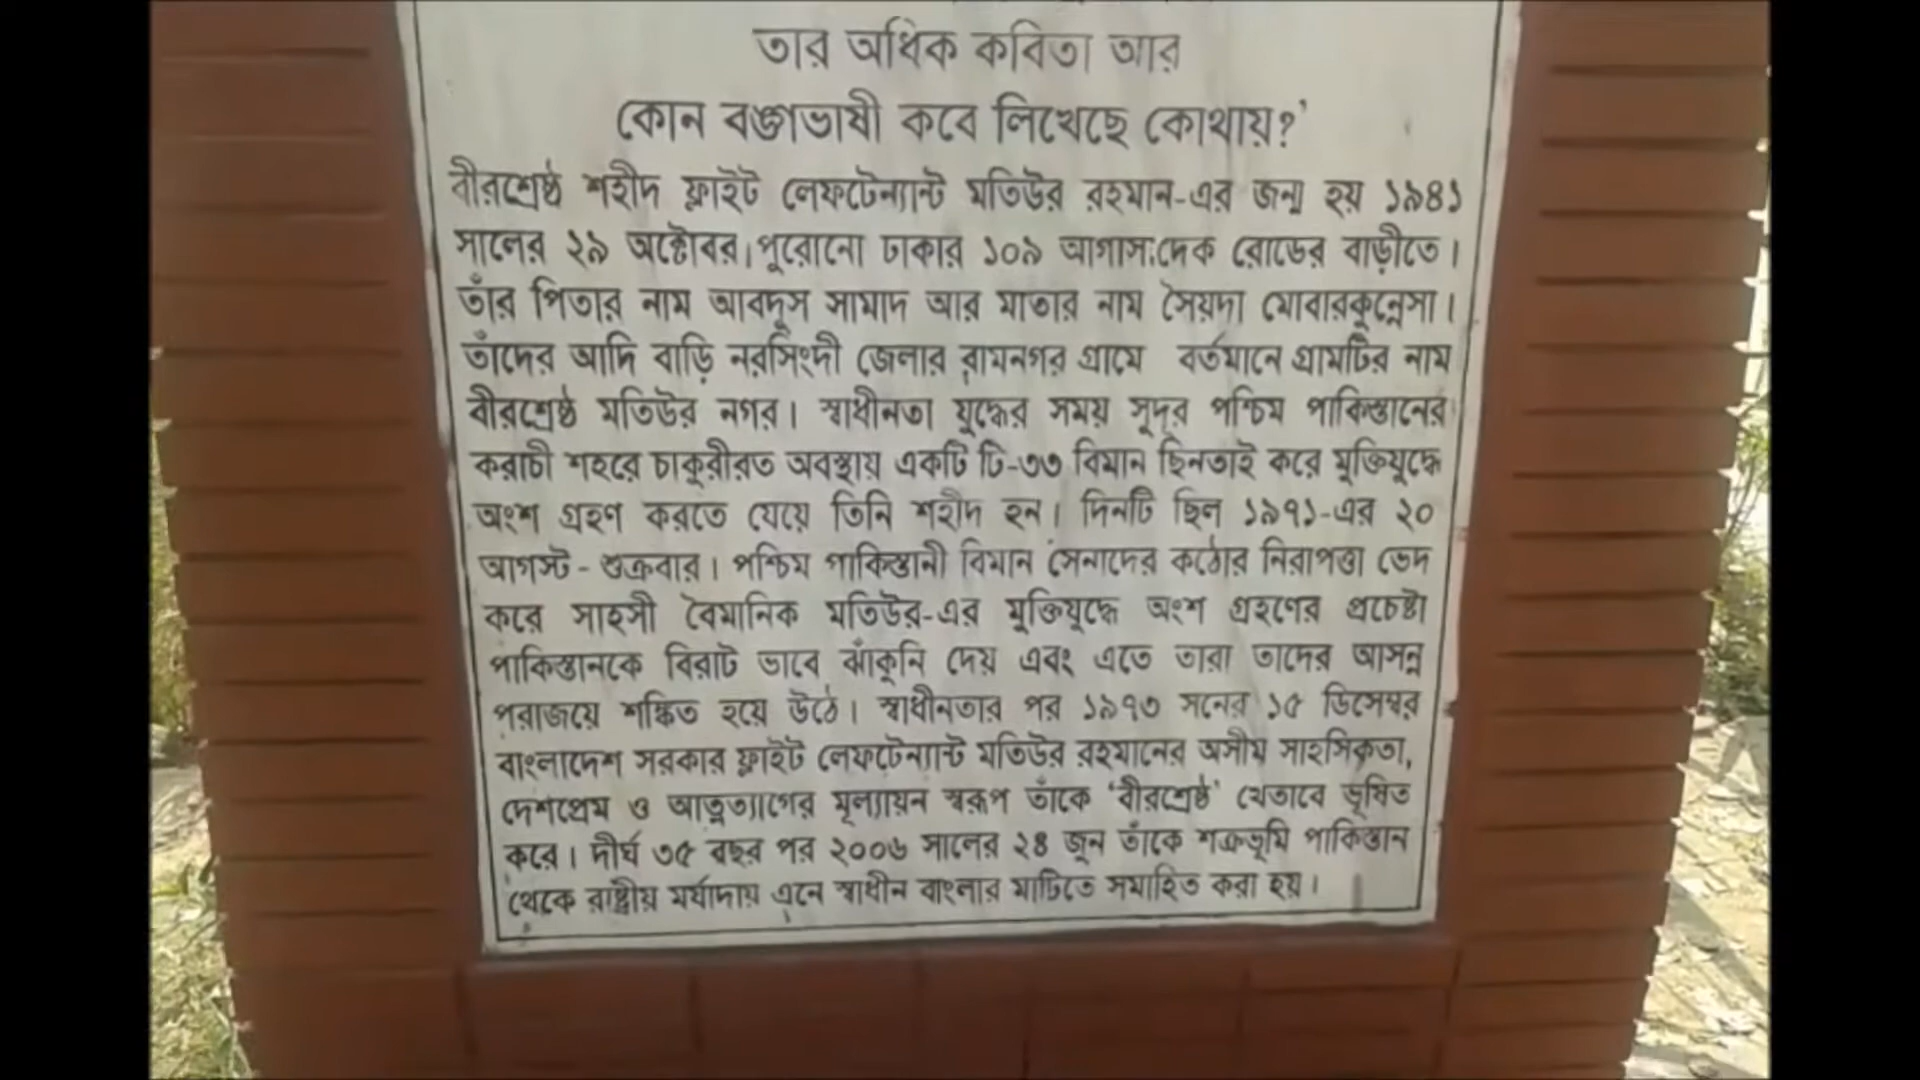 তার অধিক কবিতা আর
কোন বঙ্গভাষী কবে লিখেছে কোথায়?’
বীরশ্রেষ্ঠ শহীদ ফ্লাইট লেফটেন্যান্ট মতিউর রহমান-এর জন্ম হয় ১৯৪১
সালের ২৯ অক্টোবর। পুরোনো ঢাকার ১০৯ আগাসাদেক রোডের বাড়ীতে।
তাঁর পিতার নাম আবদুস সামাদ আর মাতার নাম সৈয়দা মোবারকুন্নেসা।
তাঁদের আদি বাড়ি নরসিংদী জেলার রামনগর গ্রামে বর্তমানে গ্রামটির নাম
বীরশ্রেষ্ঠ মতিউর নগর। স্বাধীনতা যুদ্ধের সময় সুদূর পশ্চিম পাকিস্তানের
করাচী শহরে চাকুরীরত অবস্থায় একটি টি-৩৩ বিমান ছিনতাই করে মুক্তিযুদ্ধে
অংশ গ্রহণ করতে যেয়ে তিনি শহীদ হন। দিনটি ছিল ১৯৭১-এর ২০
আগস্ট - শুক্রবার। পশ্চিম পাকিস্তানী বিমান সেনাদের কঠোর নিরাপত্তা ভেদ
করে সাহসী বৈমানিক মতিউর-এর মুক্তিযুদ্ধে অংশ গ্রহণের প্রচেষ্টা
পাকিস্তানকে বিরাট ভাবে ঝাঁকুনি দেয় এবং এতে তারা তাদের আসন্ন
পরাজয়ে শঙ্কিত হয়ে উঠে। স্বাধীনতার পর ১৯৭৩ সনের ১৫ ডিসেম্বর
বাংলাদেশ সরকার ফ্লাইট লেফটেন্যান্ট মতিউর রহমানের অসীম সাহসিকতা,
দেশপ্রেম ও আত্নত্যাগের মূল্যায়ন স্বরূপ তাঁকে ‘বীরশ্রেষ্ঠ’ খেতাবে ভূষিত
করে। দীর্ঘ ৩৫ বছর পর ২০০৬ সালের ২৪ জুন তাঁকে শত্রুভূমি পাকিস্তান
থেকে রাষ্ট্রীয় মর্যাদায় এনে স্বাধীন বাংলার মাটিতে সমাহিত করা হয়।